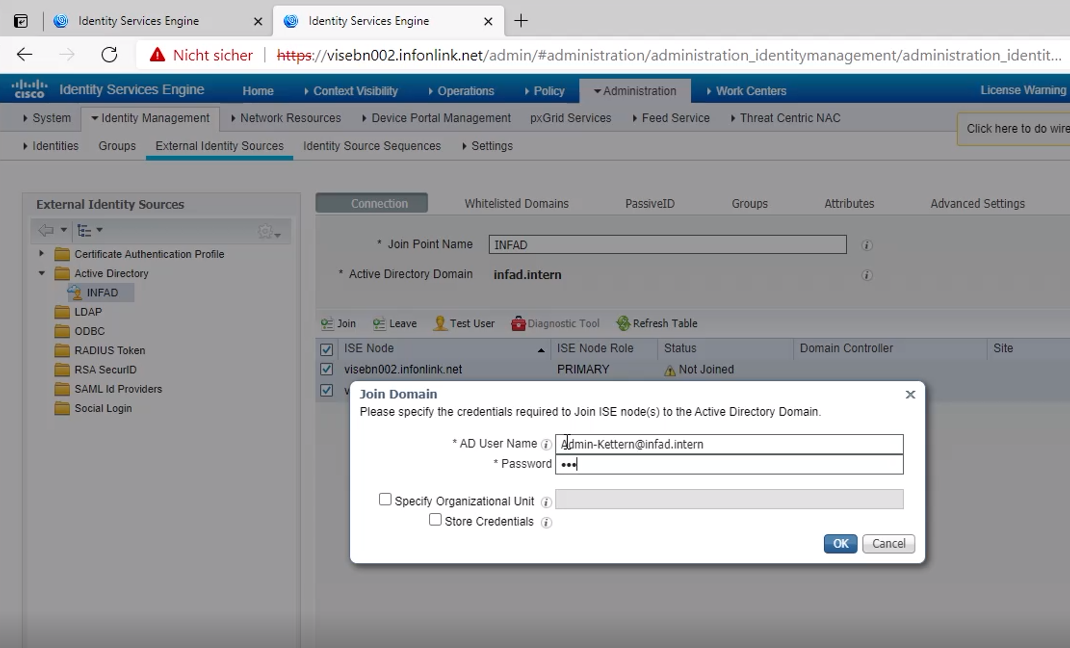 Identity Services Engine
Identity Services Engine
Nicht sicher
https://visebn002.infonlink.net/admin/#administration/administration_identitymanagement/administration_identit...
cisco Identity Services Engine Home Context Visibility Operations Policy Administration Work Centers License Warning
System Identity Management Network Resources Device Portal Management pxGrid Services Feed Service Threat Centric NAC
Click here to do wire
Identities Groups External Identity Sources Identity Source Sequences Settings
External Identity Sources
Certificate Authentication Profile
Active Directory
INFAD
LDAP
ODBC
RADIUS Token
RSA SecurID
SAML Id Providers
Social Login
Connection Whitelisted Domains PassiveID Groups Attributes Advanced Settings
* Join Point Name INFAD
* Active Directory Domain infad.intern
Join Leave Test User Diagnostic Tool Refresh Table
ISE Node ISE Node Role Status Domain Controller Site
visebn002.infonlink.net PRIMARY Not Joined
Join Domain
Please specify the credentials required to Join ISE node(s) to the Active Directory Domain.
* AD User Name Admin-Kettern@infad.intern
* Password •••
Specify Organizational Unit
Store Credentials
OK Cancel